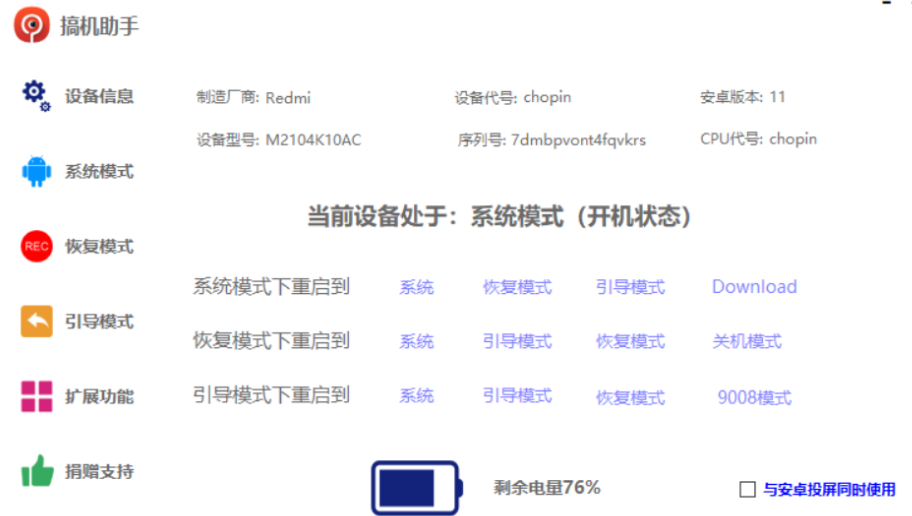 搞机助手
设备信息
制造厂商: Redmi
设备代号: chopin
安卓版本: 11
设备型号: M2104K10AC
序列号: 7dmbpvont4fqvkrs
CPU代号: chopin
系统模式
当前设备处于：系统模式（开机状态）
REC 恢复模式
系统模式下重启到 系统 恢复模式 引导模式 Download
引导模式
恢复模式下重启到 系统 引导模式 恢复模式 关机模式
扩展功能
引导模式下重启到 系统 引导模式 恢复模式 9008模式
捐赠支持
剩余电量76%
与安卓投屏同时使用